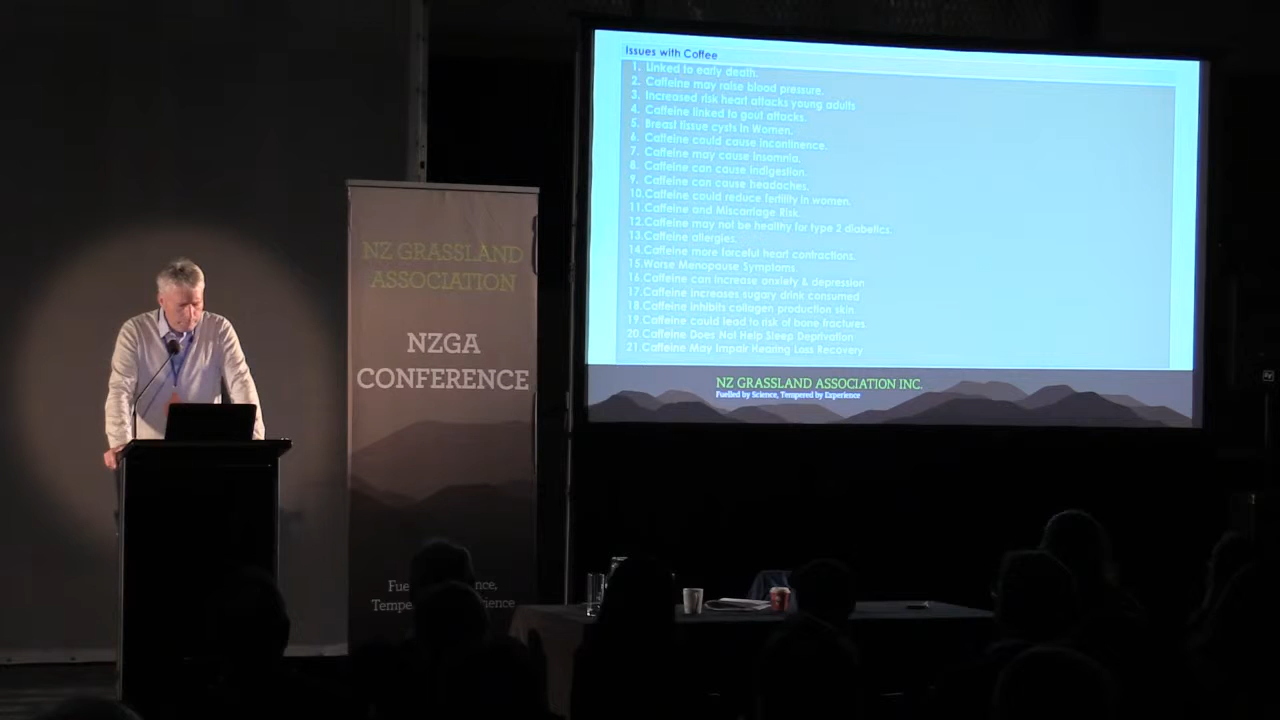 Issues with Coffee
1. Linked to early death.
2. Caffeine may raise blood pressure.
3. Increased risk heart attacks young adults
4. Caffeine linked to gout attacks.
5. Breast tissue cysts in Women.
6. Caffeine could cause incontinence.
7. Caffeine may cause insomnia.
8. Caffeine can cause indigestion.
9. Caffeine can cause headaches.
10.Caffeine could reduce fertility in women.
11.Caffeine and Miscarriage Risk.
12.Caffeine may not be healthy for type 2 diabetics.
13.Caffeine allergies.
14.Caffeine more forceful heart contractions.
15.Worse Menopause Symptoms.
16.Caffeine can increase anxiety & depression
17.Caffeine increases sugary drink consumed
18.Caffeine inhibits collagen production skin.
19.Caffeine could lead to risk of bone fractures.
20.Caffeine Does Not Help Sleep Deprivation
21.Caffeine May Impair Hearing Loss Recovery
NZ GRASSLAND ASSOCIATION INC.
Fuelled by Science, Tempered by Experience
NZ GRASSLAND
ASSOCIATION
NZGA
CONFERENCE